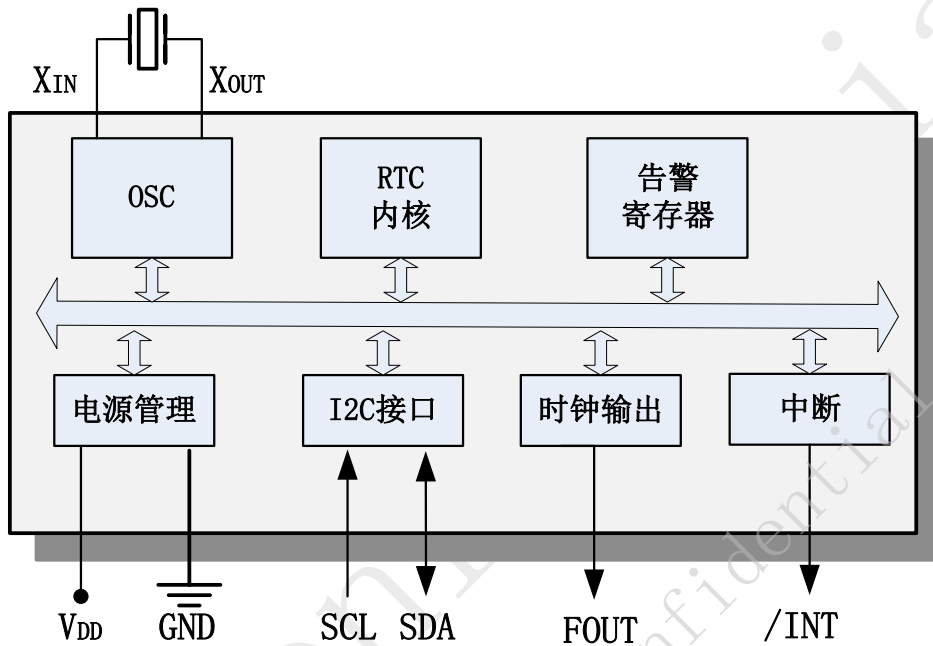 XIN
XOUT
OSC
RTC
内核
告警
寄存器
电源管理
I2C接口
时钟输出
中断
VDD
GND
SCL
SDA
FOUT
/INT
confidential